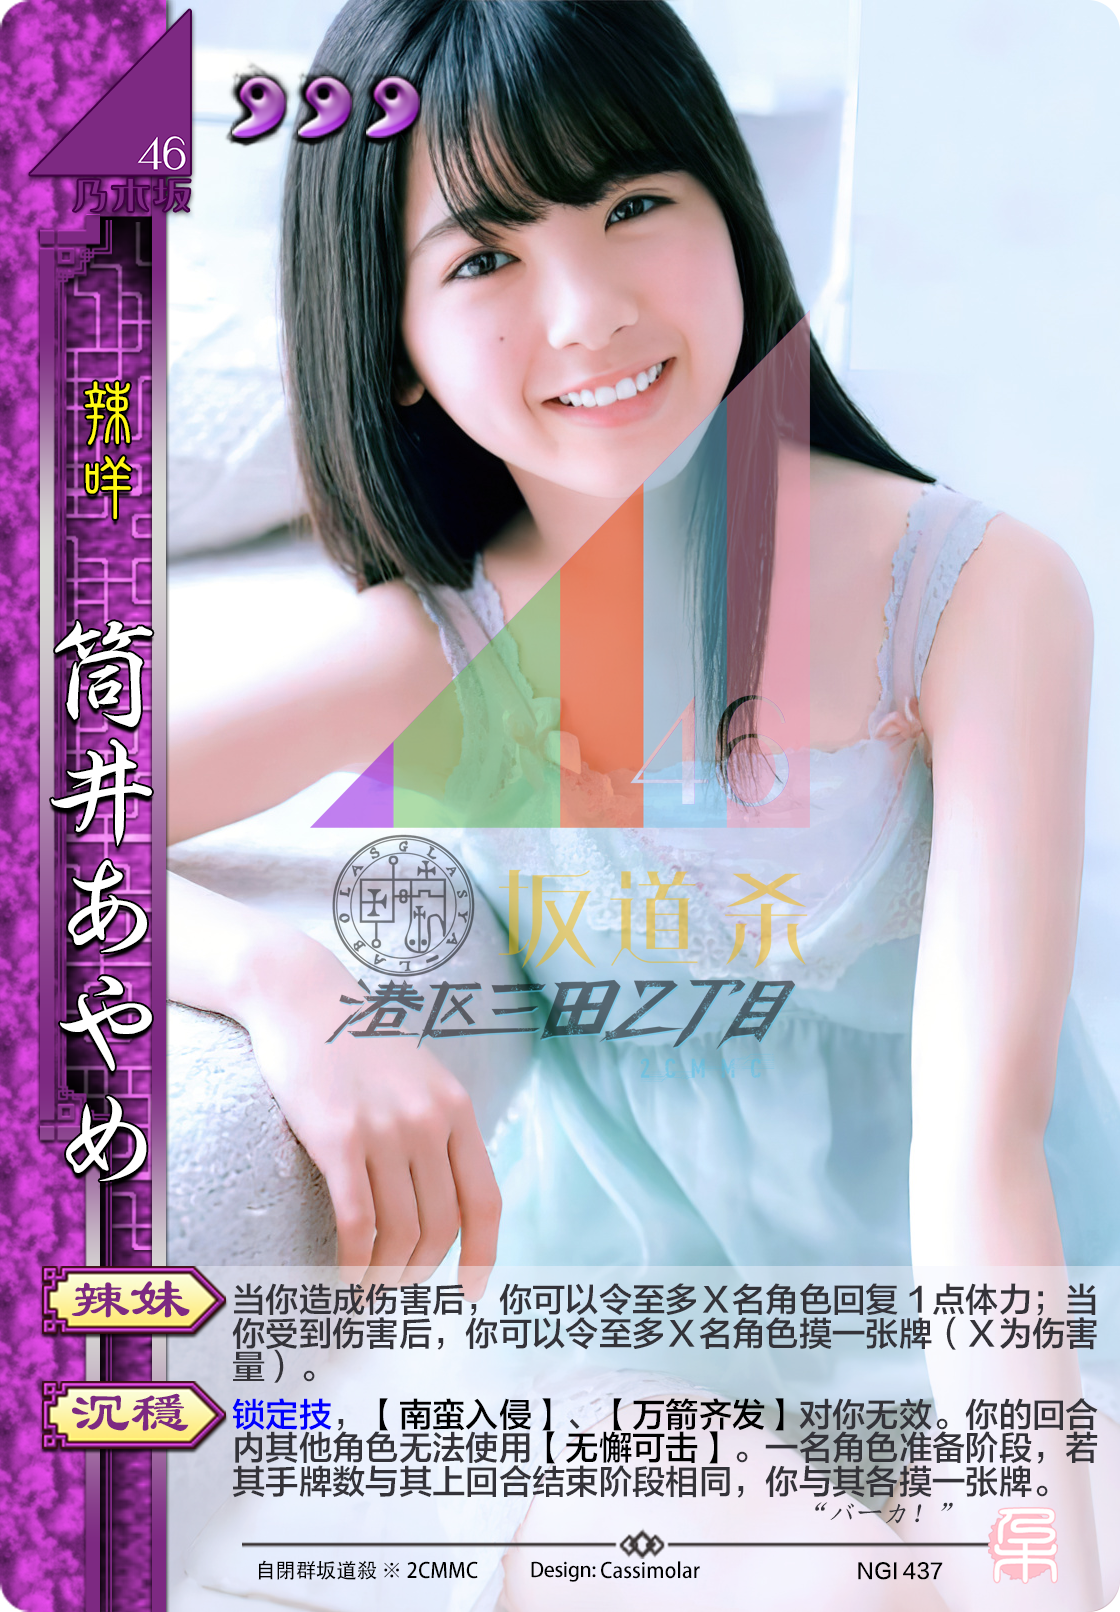 46
乃木坂
辣咩
筒井あやめ
46
GLASYA-LABOLAS
坂道杀
港区三田2丁目
2CMMC
辣妹
当你造成伤害后，你可以令至多X名角色回复1点体力；当
你受到伤害后，你可以令至多X名角色摸一张牌（X为伤害
量）。
沉穩
锁定技，【南蛮入侵】、【万箭齐发】对你无效。你的回合
内其他角色无法使用【无懈可击】。一名角色准备阶段，若
其手牌数与其上回合结束阶段相同，你与其各摸一张牌。
“バーカ！”
自閉群坂道殺 ※ 2CMMC
Design: Cassimolar
NGI 437